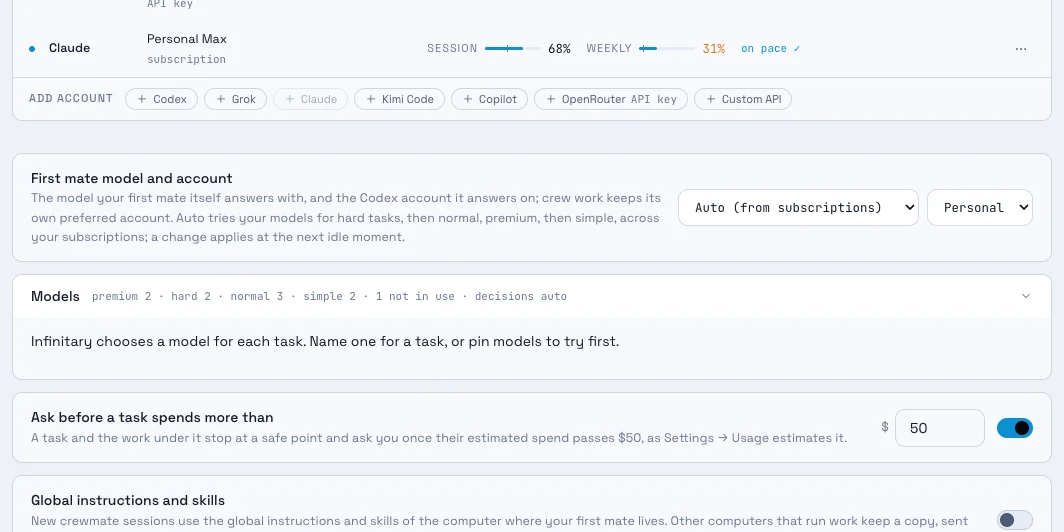 API key
Claude Personal Max SESSION 68% WEEKLY 31% on pace ✓ ...
subscription
ADD ACCOUNT + Codex + Grok + Claude + Kimi Code + Copilot + OpenRouter API key + Custom API
First mate model and account
The model your first mate itself answers with, and the Codex account it answers on; crew work keeps its
own preferred account. Auto tries your models for hard tasks, then normal, premium, then simple, across
your subscriptions; a change applies at the next idle moment.
Auto (from subscriptions) Personal
Models premium 2 · hard 2 · normal 3 · simple 2 · 1 not in use · decisions auto
Infinitary chooses a model for each task. Name one for a task, or pin models to try first.
Ask before a task spends more than
A task and the work under it stop at a safe point and ask you once their estimated spend passes $50, as Settings → Usage estimates it.
$ 50
Global instructions and skills
New crewmate sessions use the global instructions and skills of the computer where your first mate lives. Other computers that run work keep a copy, sent